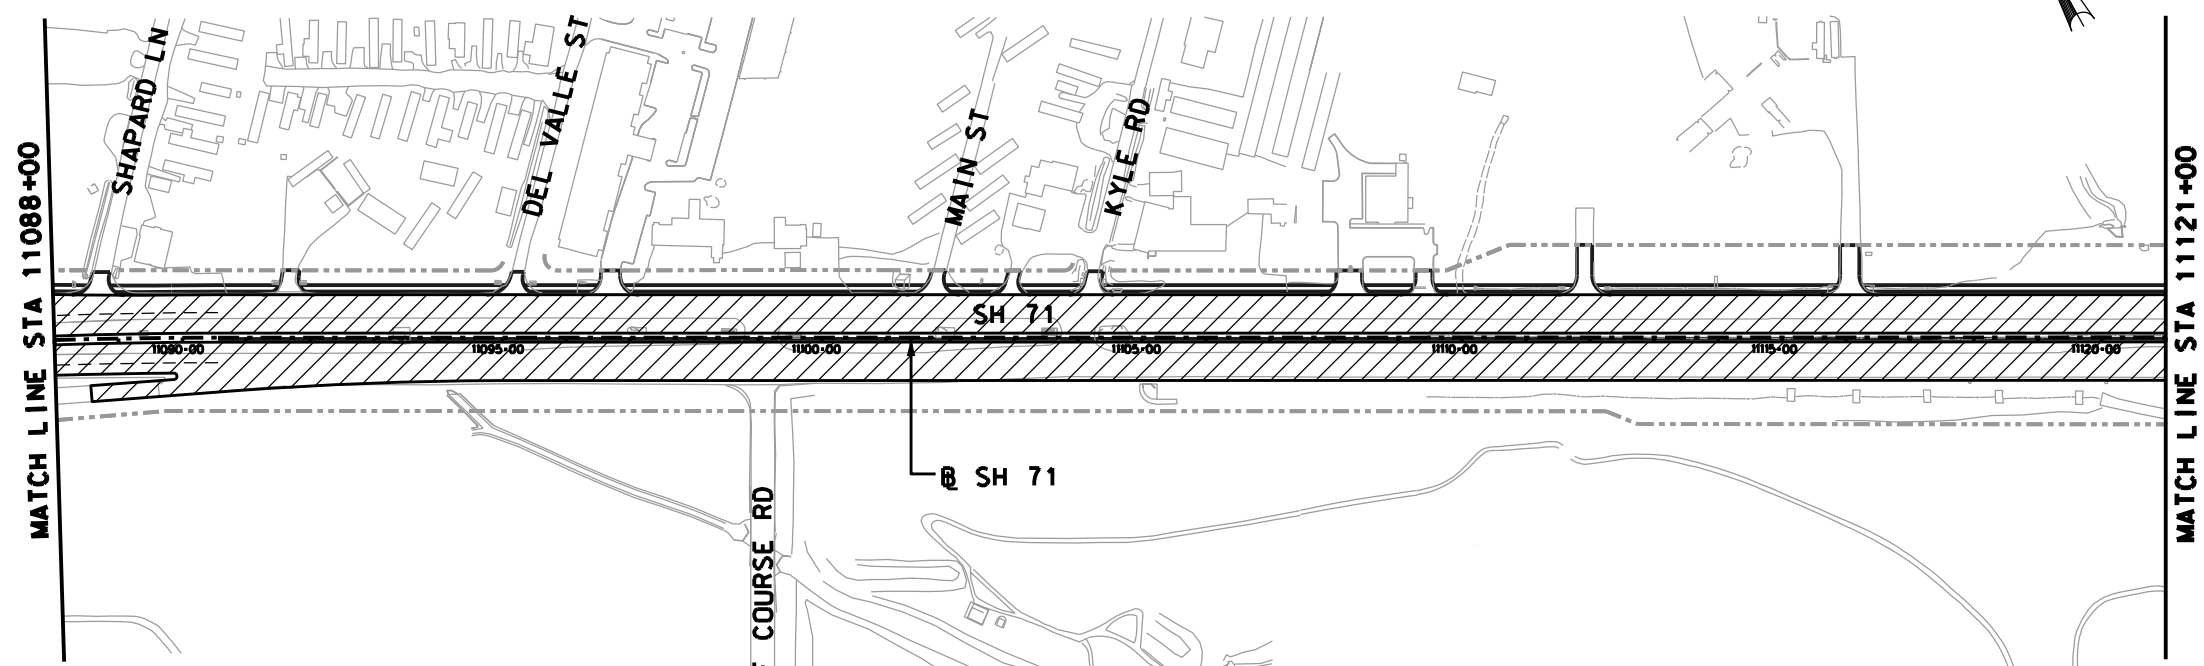 MATCH LINE STA 11088+00
SHAPARD LN
DEL VALLE ST
MAIN ST
KYLE RD
SH 71
11090+00
11095+00
11100+00
11105+00
11110+00
11115+00
11120+00
BL SH 71
COURSE RD
MATCH LINE STA 11121+00